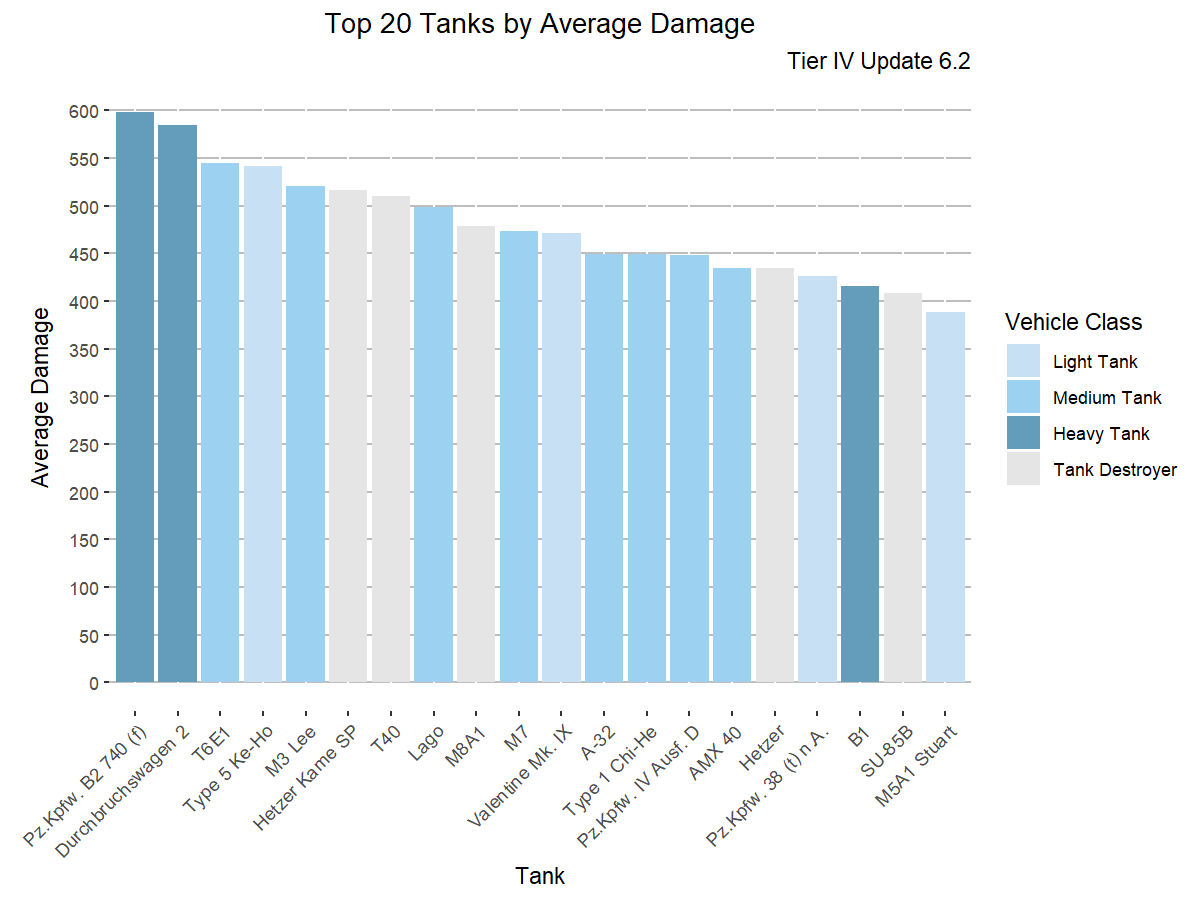 Top 20 Tanks by Average Damage
Tier IV Update 6.2
Average Damage
600
550
500
450
400
350
300
250
200
150
100
50
0
Pz.Kpfw. B2 740 (f)
Durchbruchswagen 2
T6E1
Type 5 Ke-Ho
M3 Lee
Hetzer Kame SP
T40
Lago
M8A1
M7
Valentine Mk. IX
A-32
Type 1 Chi-He
Pz.Kpfw. IV Ausf. D
AMX 40
Hetzer
Pz.Kpfw. 38 (t) n.A.
B1
SU-85B
M5A1 Stuart
Tank
Vehicle Class
Light Tank
Medium Tank
Heavy Tank
Tank Destroyer